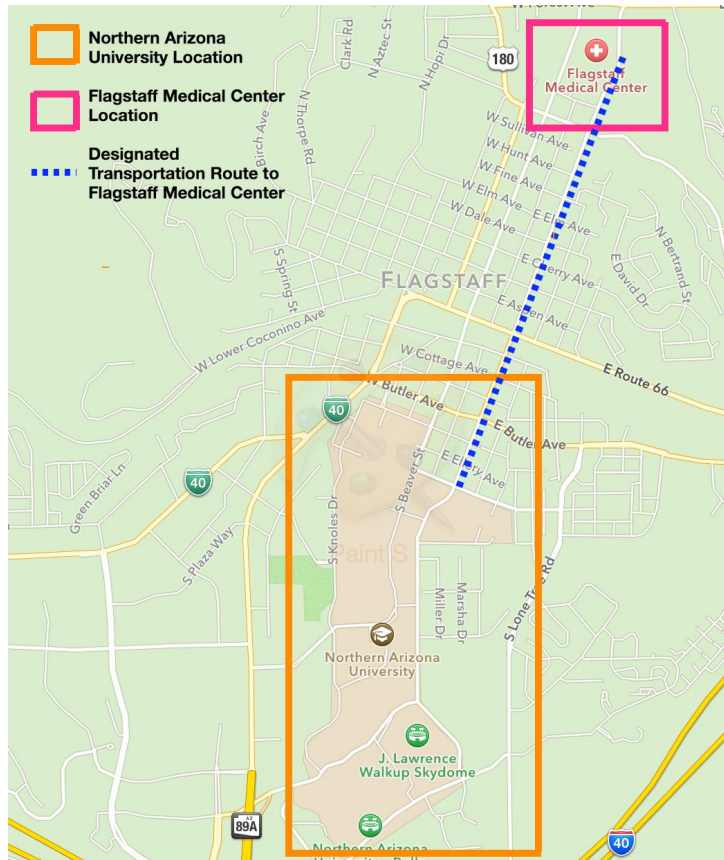 Northern Arizona
University Location
Flagstaff Medical Center
Location
Designated
Transportation Route to
Flagstaff Medical Center
W Forest Ave
Clark Rd
N Aztec St
N Hopi Dr
180
Flagstaff
Medical Center
N Thorpe Rd
Birch Ave
W Sullivan Ave
W Hunt Ave
W Fine Ave
W Elm Ave
E Elm Ave
W Dale Ave
N Bertrand St
E David Dr
E Cherry Ave
S Spring St
FLAGSTAFF
E Aspen Ave
W Lower Coconino Ave
W Cottage Ave
E Route 66
W Butler Ave
40
E Butler Ave
E Ellery Ave
40
Green Briar Ln
S Beaver St
S Knoles Dr
S Plaza Way
Paint S
S Lone Tree Rd
Miller Dr
Marsha Dr
Northern Arizona
University
J. Lawrence
Walkup Skydome
AZ
89A
Northern Arizona
40